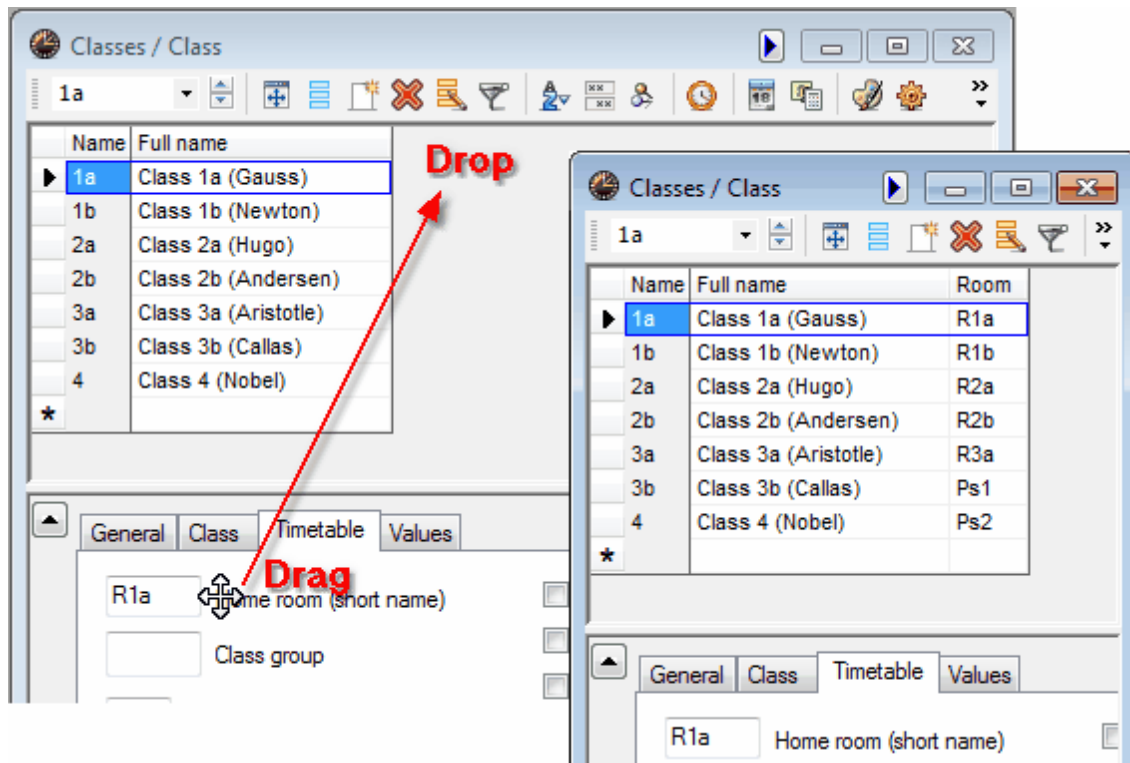 Classes / Class
1a
Name Full name
1a Class 1a (Gauss)
1b Class 1b (Newton)
2a Class 2a (Hugo)
2b Class 2b (Andersen)
3a Class 3a (Aristotle)
3b Class 3b (Callas)
4 Class 4 (Nobel)
*
Drop
General Class Timetable Values
Drag
R1a Home room (short name)
Class group
Classes / Class
1a
Name Full name Room
1a Class 1a (Gauss) R1a
1b Class 1b (Newton) R1b
2a Class 2a (Hugo) R2a
2b Class 2b (Andersen) R2b
3a Class 3a (Aristotle) R3a
3b Class 3b (Callas) Ps1
4 Class 4 (Nobel) Ps2
*
General Class Timetable Values
R1a Home room (short name)